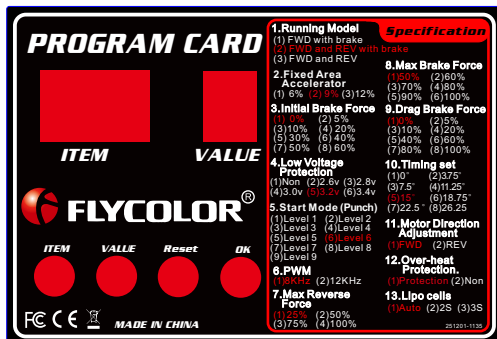 PROGRAM CARD
ITEM
VALUE
FLYCOLOR®
ITEM
VALUE
Reset
OK
FC CE
MADE IN CHINA
Specification
1.Running Model
(1) FWD with brake
(2) FWD and REV with brake
(3) FWD and REV
2.Fixed Area
Accelerator
(1) 6% (2) 9% (3)12%
3.Initial Brake Force
(1) 0% (2) 5%
(3)10% (4) 20%
(5) 30% (6) 40%
(7) 50% (8) 60%
4.Low Voltage
Protection
(1)Non (2)2.6v (3)2.8v
(4)3.0v (5)3.2v (6)3.4v
5.Start Mode (Punch)
(1)Level 1 (2)Level 2
(3)Level 3 (4)Level 4
(5)Level 5 (6)Level 6
(7)Level 7 (8)Level 8
(9)Level 9
6.PWM
(1)8KHz (2)12KHz
7.Max Reverse
Force
(1)25% (2)50%
(3)75% (4)100%
8.Max Brake Force
(1)50% (2)60%
(3)70% (4)80%
(5)90% (6)100%
9.Drag Brake Force
(1)0% (2)5%
(3)10% (4)20%
(5)40% (6)60%
(7)80% (8)100%
10.Timing set
(1)0° (2)3.75°
(3)7.5° (4)11.25°
(5)15° (6)18.75°
(7)22.5° (8)26.25
11.Motor Direction
Adjustment
(1)FWD (2)REV
12.Over-heat
Protection.
(1)Protection (2)Non
13.Lipo cells
(1)Auto (2)2S (3)3S
251201-1135